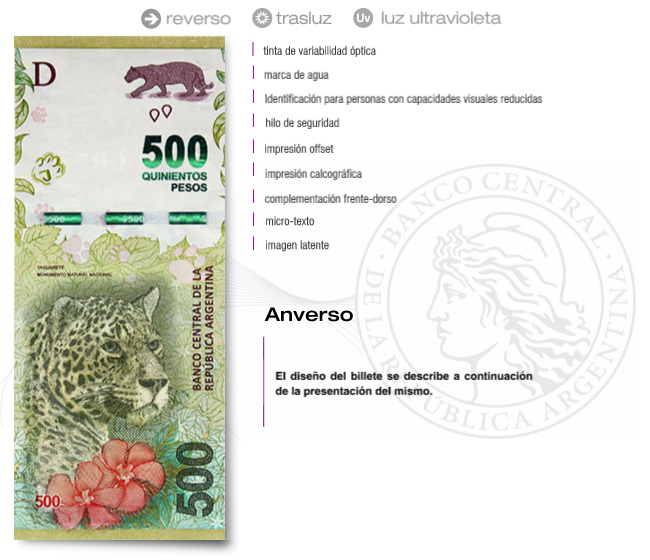 reverso trasluz Uv luz ultravioleta
D
500
QUINIENTOS
PESOS
500 500
YAGUARETÉ
MONUMENTO NATURAL NACIONAL
BANCO CENTRAL DE LA
REPÚBLICA ARGENTINA
500
500
tinta de variabilidad óptica
marca de agua
Identificación para personas con capacidades visuales reducidas
hilo de seguridad
impresión offset
impresión calcográfica
complementación frente-dorso
micro-texto
imagen latente
Anverso
El diseño del billete se describe a continuación
de la presentación del mismo.
BANCO CENTRAL
DE LA REPÚBLICA ARGENTINA